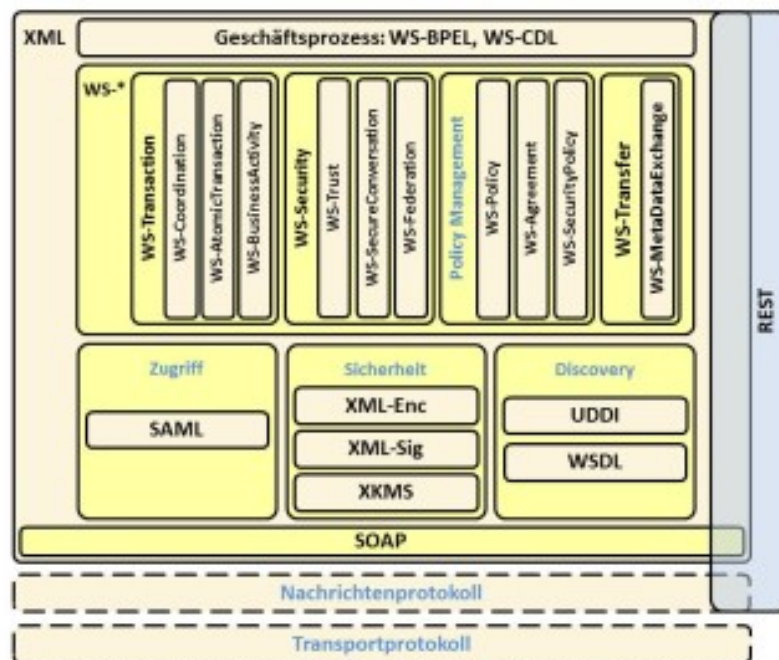 XML
Geschäftsprozess: WS-BPEL, WS-CDL
WS-*
WS-Transaction
WS-Coordination
WS-AtomicTransaction
WS-BusinessActivity
WS-Security
WS-Trust
WS-SecureConversation
WS-Federation
Policy Management
WS-Policy
WS-Agreement
WS-SecurityPolicy
WS-Transfer
WS-MetaDataExchange
REST
Zugriff
SAML
Sicherheit
XML-Enc
XML-Sig
XKMS
Discovery
UDDI
WSDL
SOAP
Nachrichtenprotokoll
Transportprotokoll